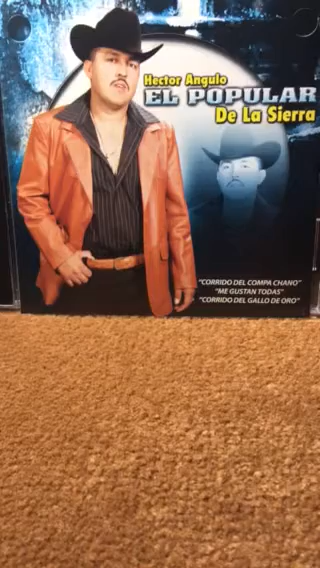 Hector Angulo
EL POPULAR
De La Sierra
"CORRIDO DEL COMPA CHANO"
"ME GUSTAN TODAS"
"CORRIDO DEL GALLO DE ORO"